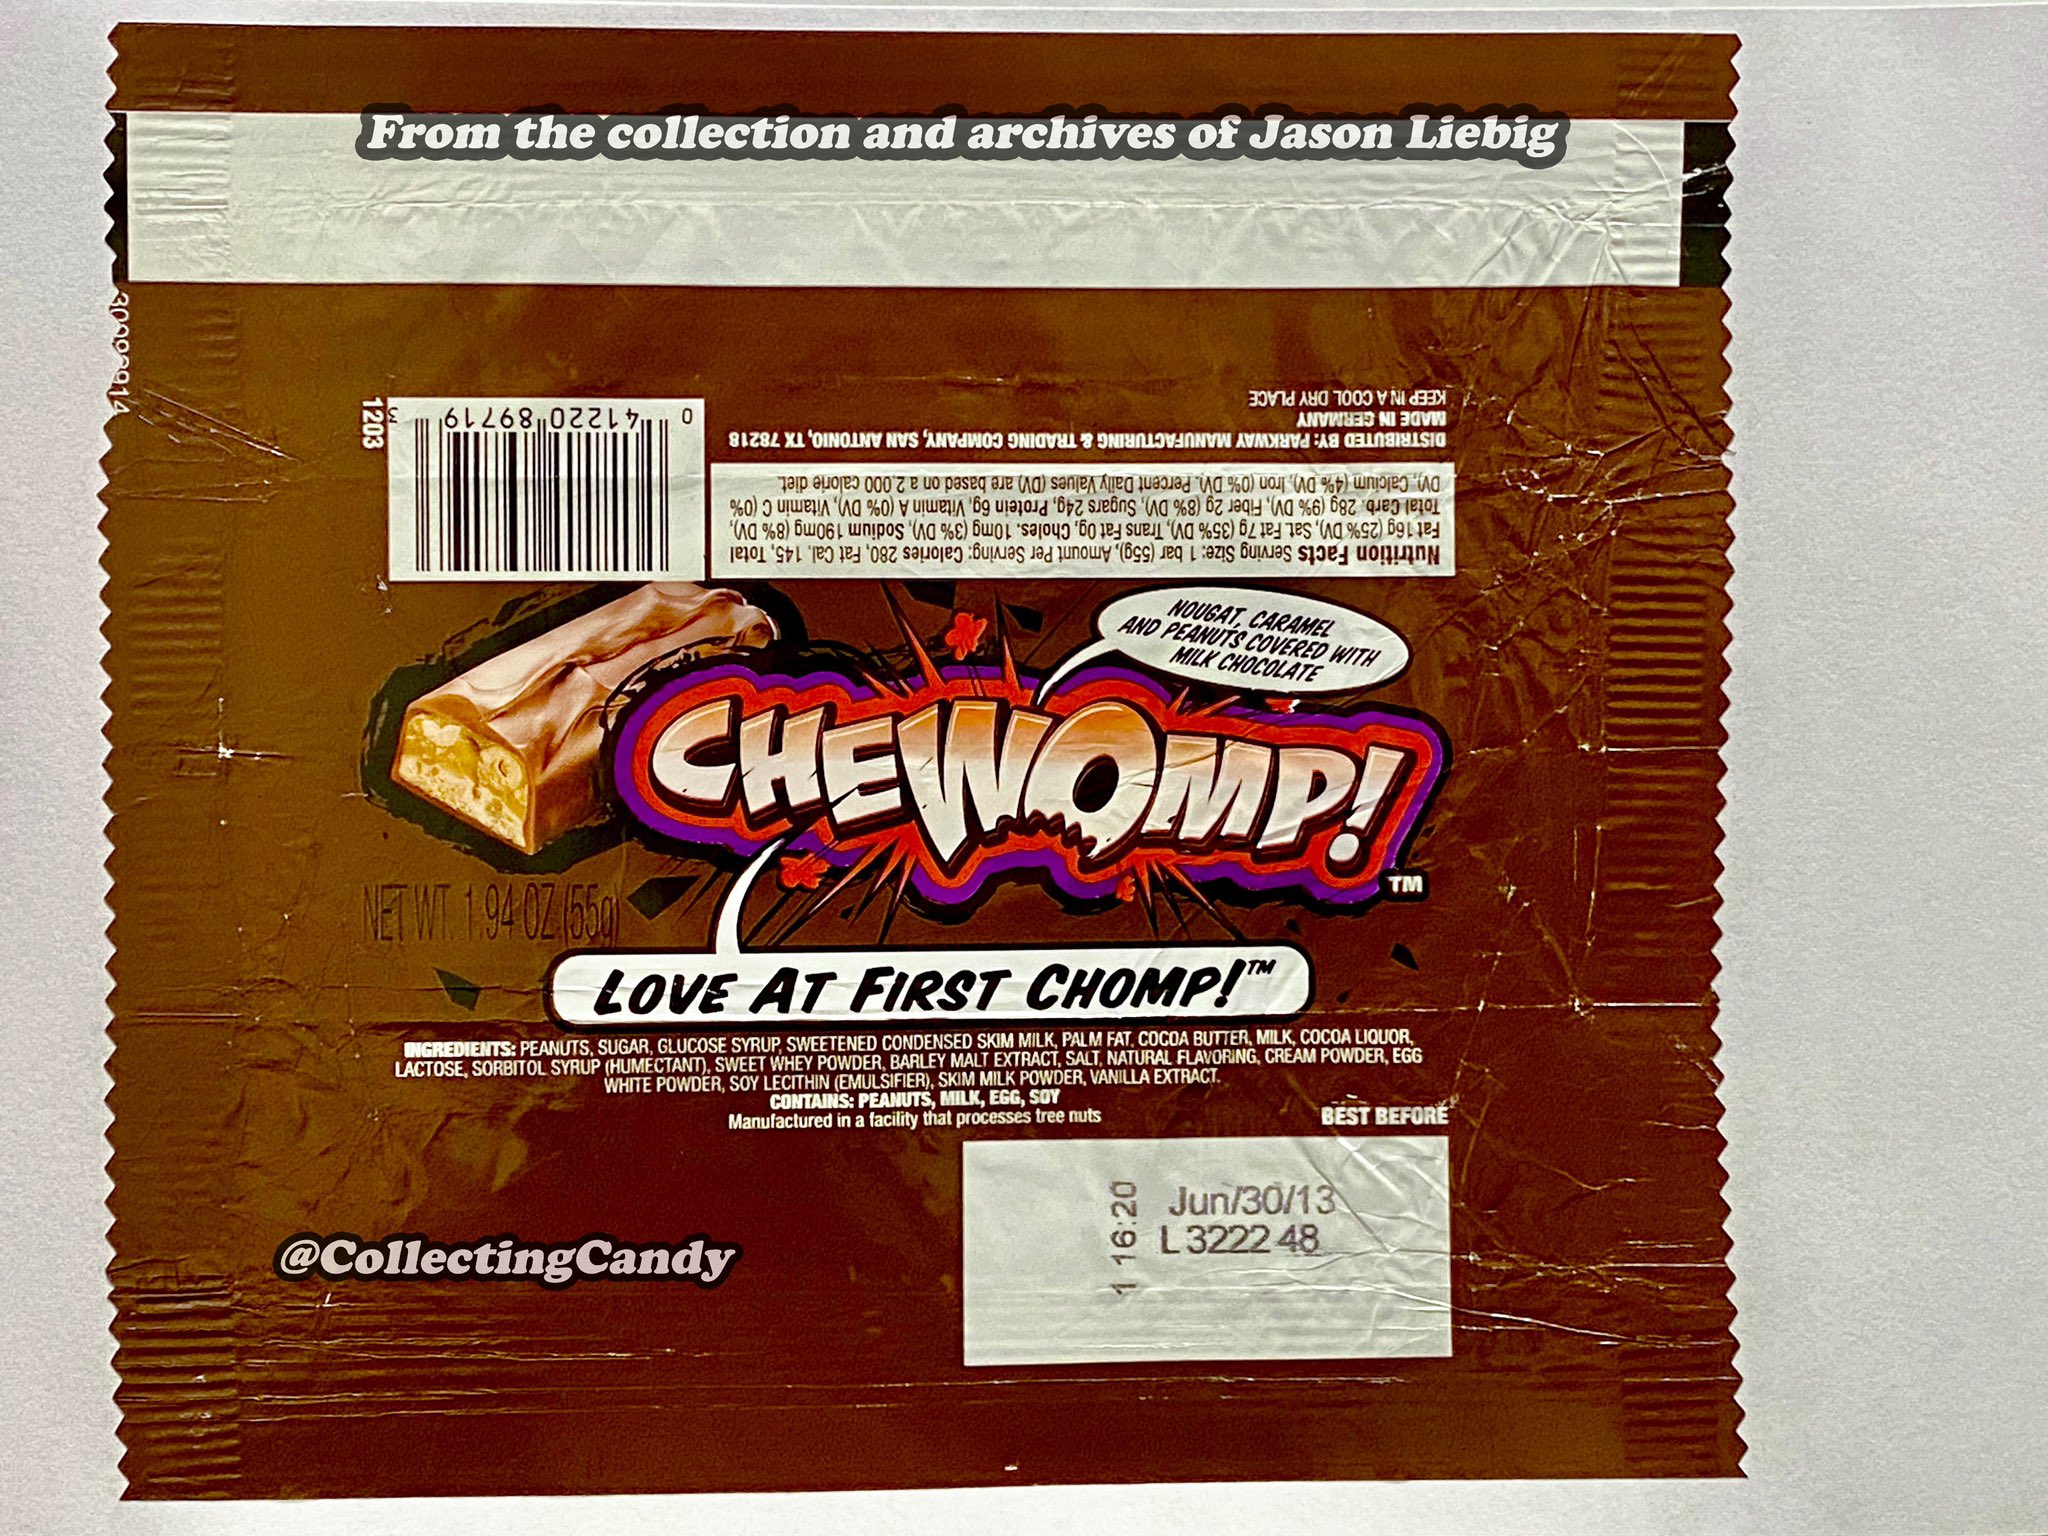 From the collection and archives of Jason Liebig
30099914
1203
0 41220 89719 3
KEEP IN A COOL DRY PLACE
MADE IN GERMANY
DISTRIBUTED BY: PARKWAY MANUFACTURING & TRADING COMPANY, SAN ANTONIO, TX 78218
Nutrition Facts Serving Size: 1 bar (55g), Amount Per Serving: Calories 280, Fat Cal. 145, Total
Fat 16g (25% DV), Sat. Fat 7g (35% DV), Trans Fat 0g, Choles. 10mg (3% DV), Sodium 190mg (8% DV),
Total Carb. 28g (9% DV), Fiber 2g (8% DV), Sugars 24g, Protein 6g, Vitamin A (0% DV), Vitamin C (0%
DV), Calcium (4% DV), Iron (0% DV). Percent Daily Values (DV) are based on a 2,000 calorie diet.
NOUGAT, CARAMEL
AND PEANUTS COVERED WITH
MILK CHOCOLATE
CHEWOMP!™
NET WT. 1.94 OZ (55g)
LOVE AT FIRST CHOMP!™
INGREDIENTS: PEANUTS, SUGAR, GLUCOSE SYRUP, SWEETENED CONDENSED SKIM MILK, PALM FAT, COCOA BUTTER, MILK, COCOA LIQUOR,
LACTOSE, SORBITOL SYRUP (HUMECTANT), SWEET WHEY POWDER, BARLEY MALT EXTRACT, SALT, NATURAL FLAVORING, CREAM POWDER, EGG
WHITE POWDER, SOY LECITHIN (EMULSIFIER), SKIM MILK POWDER, VANILLA EXTRACT.
CONTAINS: PEANUTS, MILK, EGG, SOY
Manufactured in a facility that processes tree nuts
BEST BEFORE
Jun/30/13
L 3222 48
1 16:20
@CollectingCandy